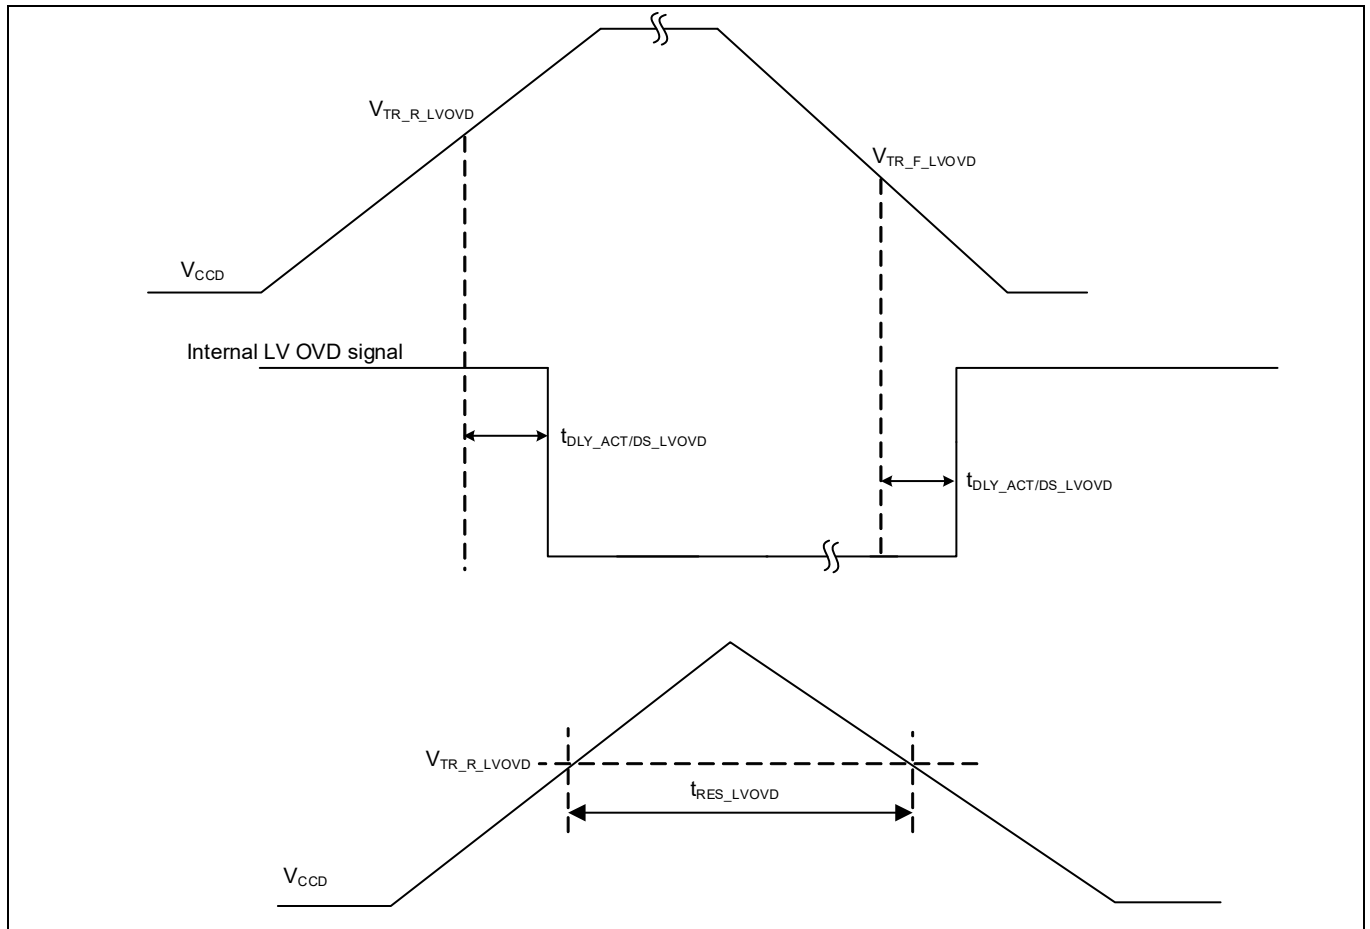 VTR_R_LVOVD
VTR_F_LVOVD
VCCD
Internal LV OVD signal
tDLY_ACT/DS_LVOVD
tDLY_ACT/DS_LVOVD
VTR_R_LVOVD
tRES_LVOVD
VCCD